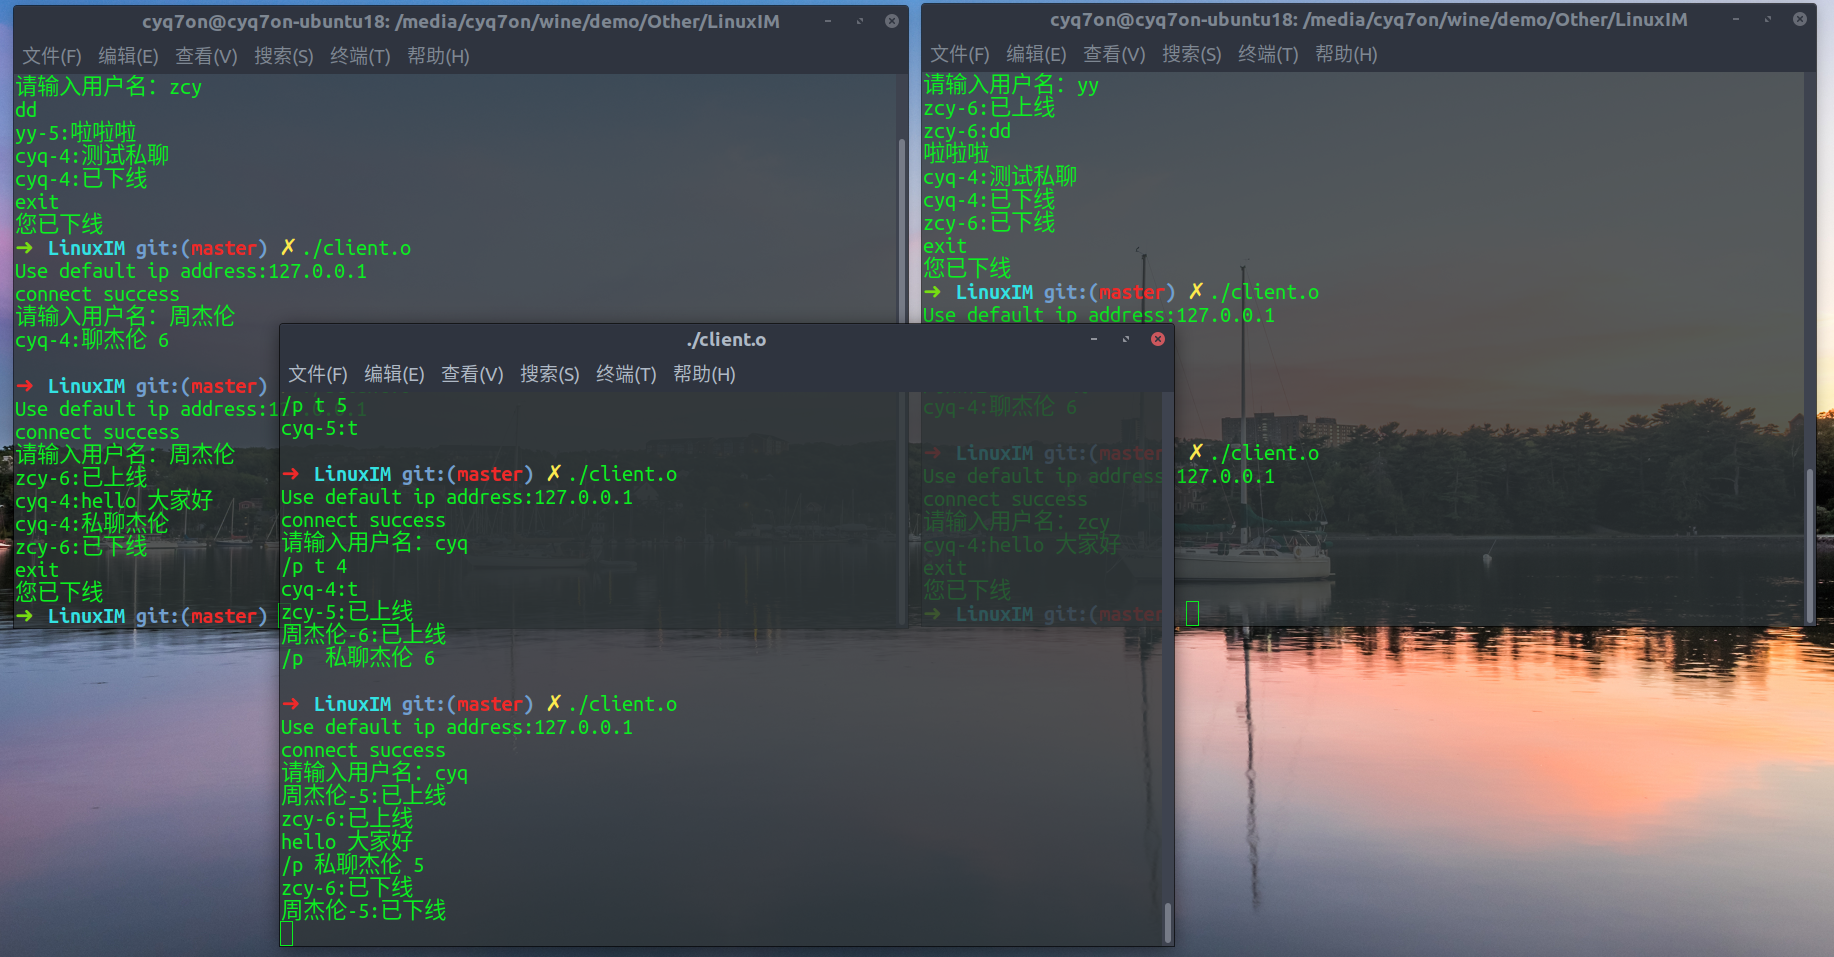 cyq7on@cyq7on-ubuntu18: /media/cyq7on/wine/demo/Other/LinuxIM
文件(F) 编辑(E) 查看(V) 搜索(S) 终端(T) 帮助(H)
请输入用户名：zcy
dd
yy-5:啦啦啦
cyq-4:测试私聊
cyq-4:已下线
exit
您已下线
➜ LinuxIM git:(master) ✗ ./client.o
Use default ip address:127.0.0.1
connect success
请输入用户名：周杰伦
cyq-4:聊杰伦 6
➜ LinuxIM git:(master)
Use default ip address:127.0.0.1
connect success
请输入用户名：周杰伦
zcy-6:已上线
cyq-4:hello 大家好
cyq-4:私聊杰伦
zcy-6:已下线
exit
您已下线
➜ LinuxIM git:(master)
cyq7on@cyq7on-ubuntu18: /media/cyq7on/wine/demo/Other/LinuxIM
文件(F) 编辑(E) 查看(V) 搜索(S) 终端(T) 帮助(H)
请输入用户名：yy
zcy-6:已上线
zcy-6:dd
啦啦啦
cyq-4:测试私聊
cyq-4:已下线
zcy-6:已下线
exit
您已下线
➜ LinuxIM git:(master) ✗ ./client.o
Use default ip address:127.0.0.1
cyq-4:聊杰伦 6
➜ LinuxIM git:(master ✗ ./client.o
Use default ip address:127.0.0.1
connect success
请输入用户名：zcy
cyq-4:hello 大家好
exit
您已下线
➜ LinuxIM git:(master
./client.o
文件(F) 编辑(E) 查看(V) 搜索(S) 终端(T) 帮助(H)
/p t 5
cyq-5:t
➜ LinuxIM git:(master) ✗ ./client.o
Use default ip address:127.0.0.1
connect success
请输入用户名：cyq
/p t 4
cyq-4:t
zcy-5:已上线
周杰伦-6:已上线
/p  私聊杰伦 6
➜ LinuxIM git:(master) ✗ ./client.o
Use default ip address:127.0.0.1
connect success
请输入用户名：cyq
周杰伦-5:已上线
zcy-6:已上线
hello 大家好
/p 私聊杰伦 5
zcy-6:已下线
周杰伦-5:已下线